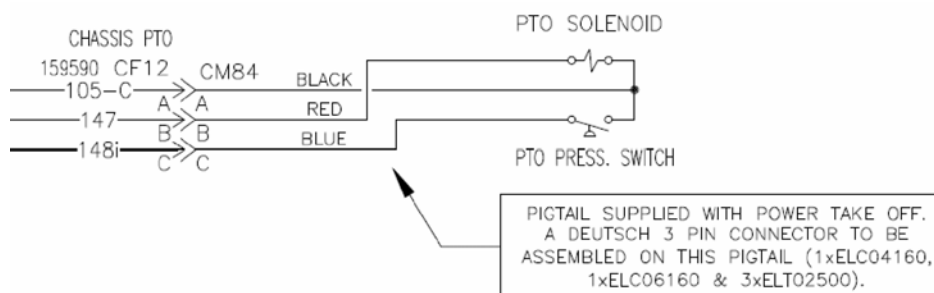 PTO SOLENOID
CHASSIS PTO
159590 CF12 CM84
105-C A A BLACK
147 B B RED
148i C C BLUE
PTO PRESS. SWITCH
PIGTAIL SUPPLIED WITH POWER TAKE OFF.
A DEUTSCH 3 PIN CONNECTOR TO BE
ASSEMBLED ON THIS PIGTAIL (1xELC04160,
1xELC06160 & 3xELT02500).